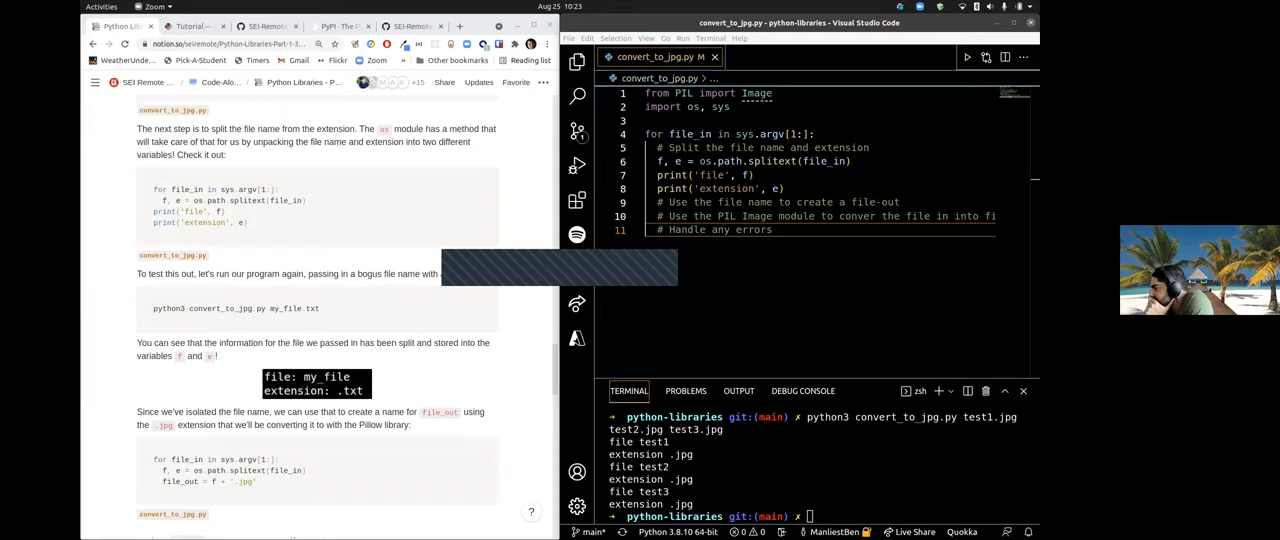 Activities
Zoom
Aug 25 10:23
Python Lib
Tutorial —
SEI-Remote
PyPI · The P
SEI-Remote
notion.so/seiremote/Python-Libraries-Part-1-3...
WeatherUnde...
Pick-A-Student
Timers
Gmail
Flickr
Zoom
Other bookmarks
Reading list
SEI Remote ...
Code-Alo...
Python Libraries - P...
+15
Share
Updates
Favorite
convert_to_jpg.py
The next step is to split the file name from the extension. The os module has a method that
will take care of that for us by unpacking the file name and extension into two different
variables! Check it out:
for file_in in sys.argv[1:]:
f, e = os.path.splitext(file_in)
print('file', f)
print('extension', e)
convert_to_jpg.py
To test this out, let's run our program again, passing in a bogus file name with
python3 convert_to_jpg.py my_file.txt
You can see that the information for the file we passed in has been split and stored into the
variables f and e!
file: my_file
extension: .txt
Since we've isolated the file name, we can use that to create a name for file_out using
the .jpg extension that we'll be converting it to with the Pillow library:
for file_in in sys.argv[1:]:
f, e = os.path.splitext(file_in)
file_out = f + '.jpg'
convert_to_jpg.py
?
convert_to_jpg.py - python-libraries - Visual Studio Code
File Edit Selection View Go Run Terminal Help
convert_to_jpg.py M
convert_to_jpg.py > ...
1 from PIL import Image
2 import os, sys
3
4 for file_in in sys.argv[1:]:
5 # Split the file name and extension
6 f, e = os.path.splitext(file_in)
7 print('file', f)
8 print('extension', e)
9 # Use the file name to create a file-out
10 # Use the PIL Image module to conver the file in into fi
11 # Handle any errors
TERMINAL PROBLEMS OUTPUT DEBUG CONSOLE
zsh
→ python-libraries git:(main) ✗ python3 convert_to_jpg.py test1.jpg
test2.jpg test3.jpg
file test1
extension .jpg
file test2
extension .jpg
file test3
extension .jpg
→ python-libraries git:(main) ✗
main*
Python 3.8.10 64-bit
0
0
ManliestBen
Live Share
Quokka